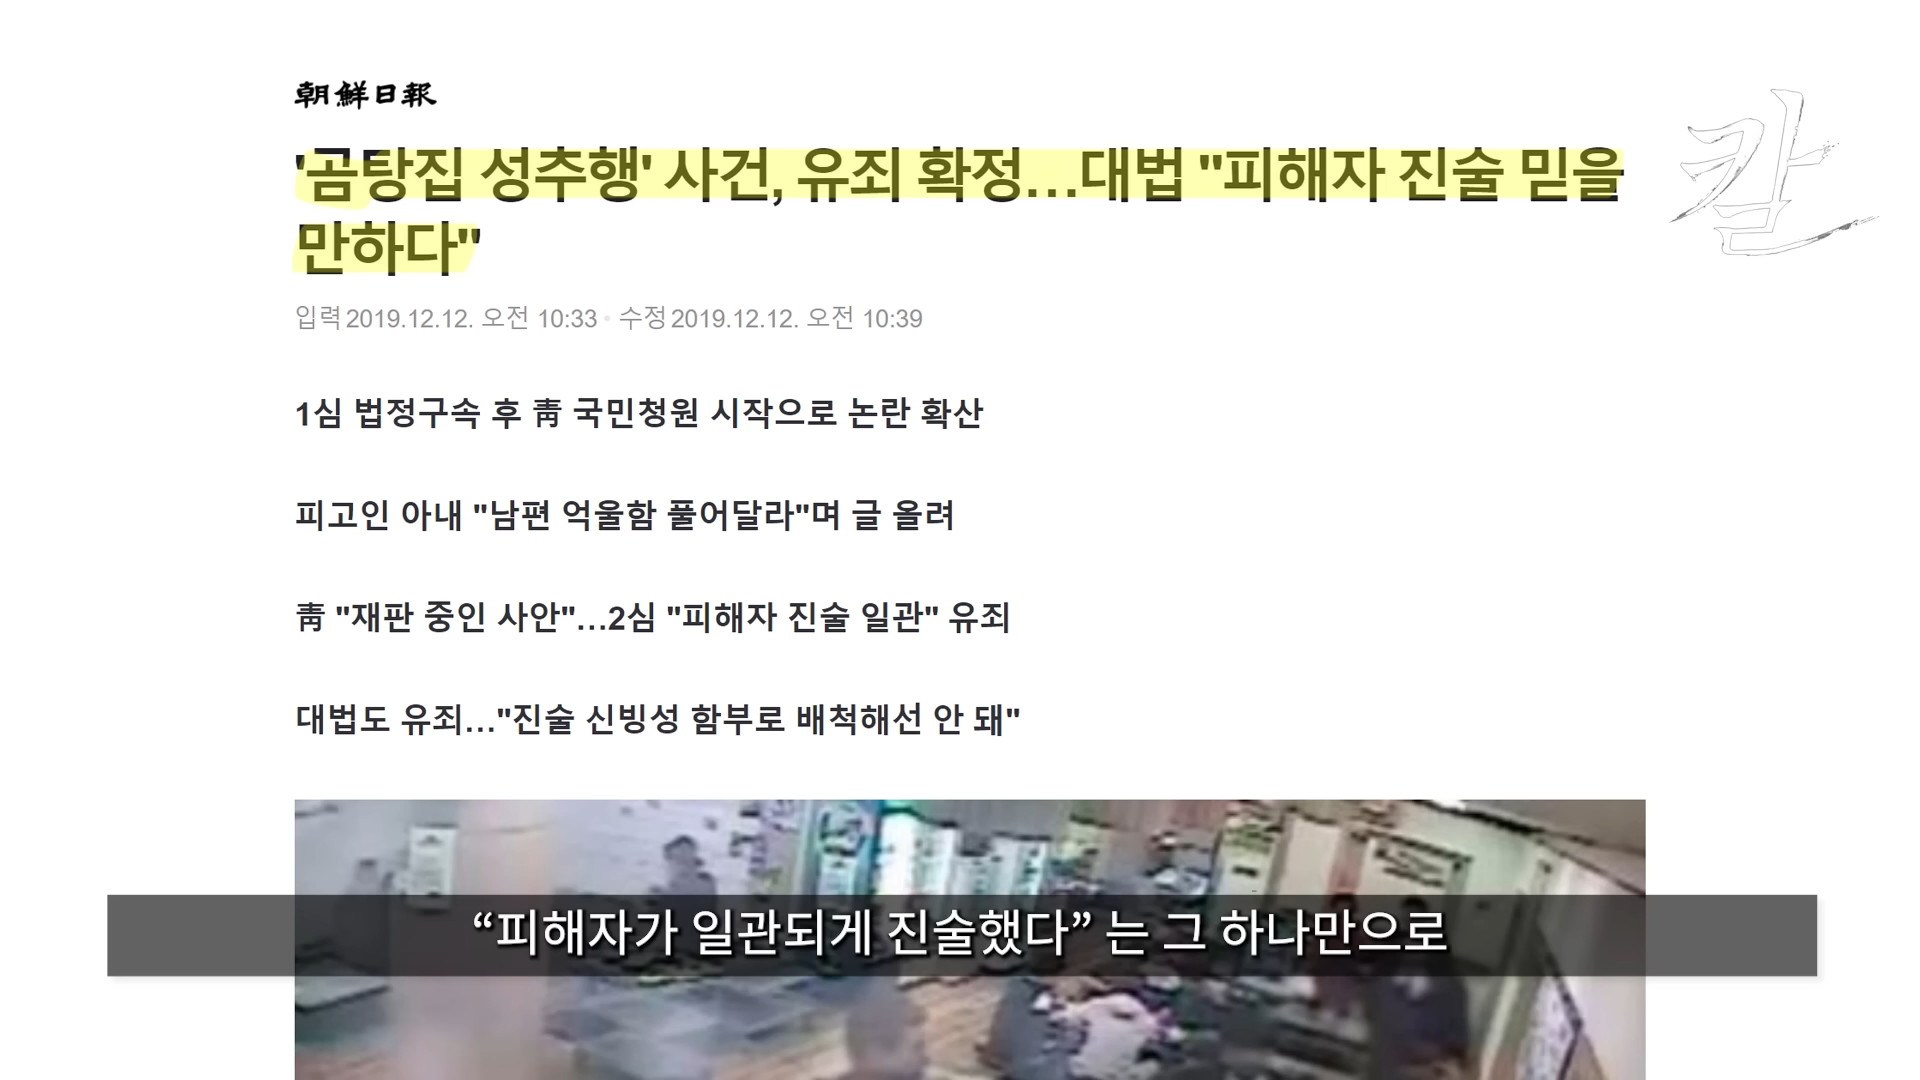 朝鮮日報
칼
'곰탕집 성추행' 사건, 유죄 확정...대법 "피해자 진술 믿을
만하다"
입력 2019.12.12. 오전 10:33 · 수정 2019.12.12. 오전 10:39
1심 법정구속 후 靑 국민청원 시작으로 논란 확산
피고인 아내 "남편 억울함 풀어달라"며 글 올려
靑 "재판 중인 사안"...2심 "피해자 진술 일관" 유죄
대법도 유죄..."진술 신빙성 함부로 배척해선 안 돼"
“피해자가 일관되게 진술했다” 는 그 하나만으로